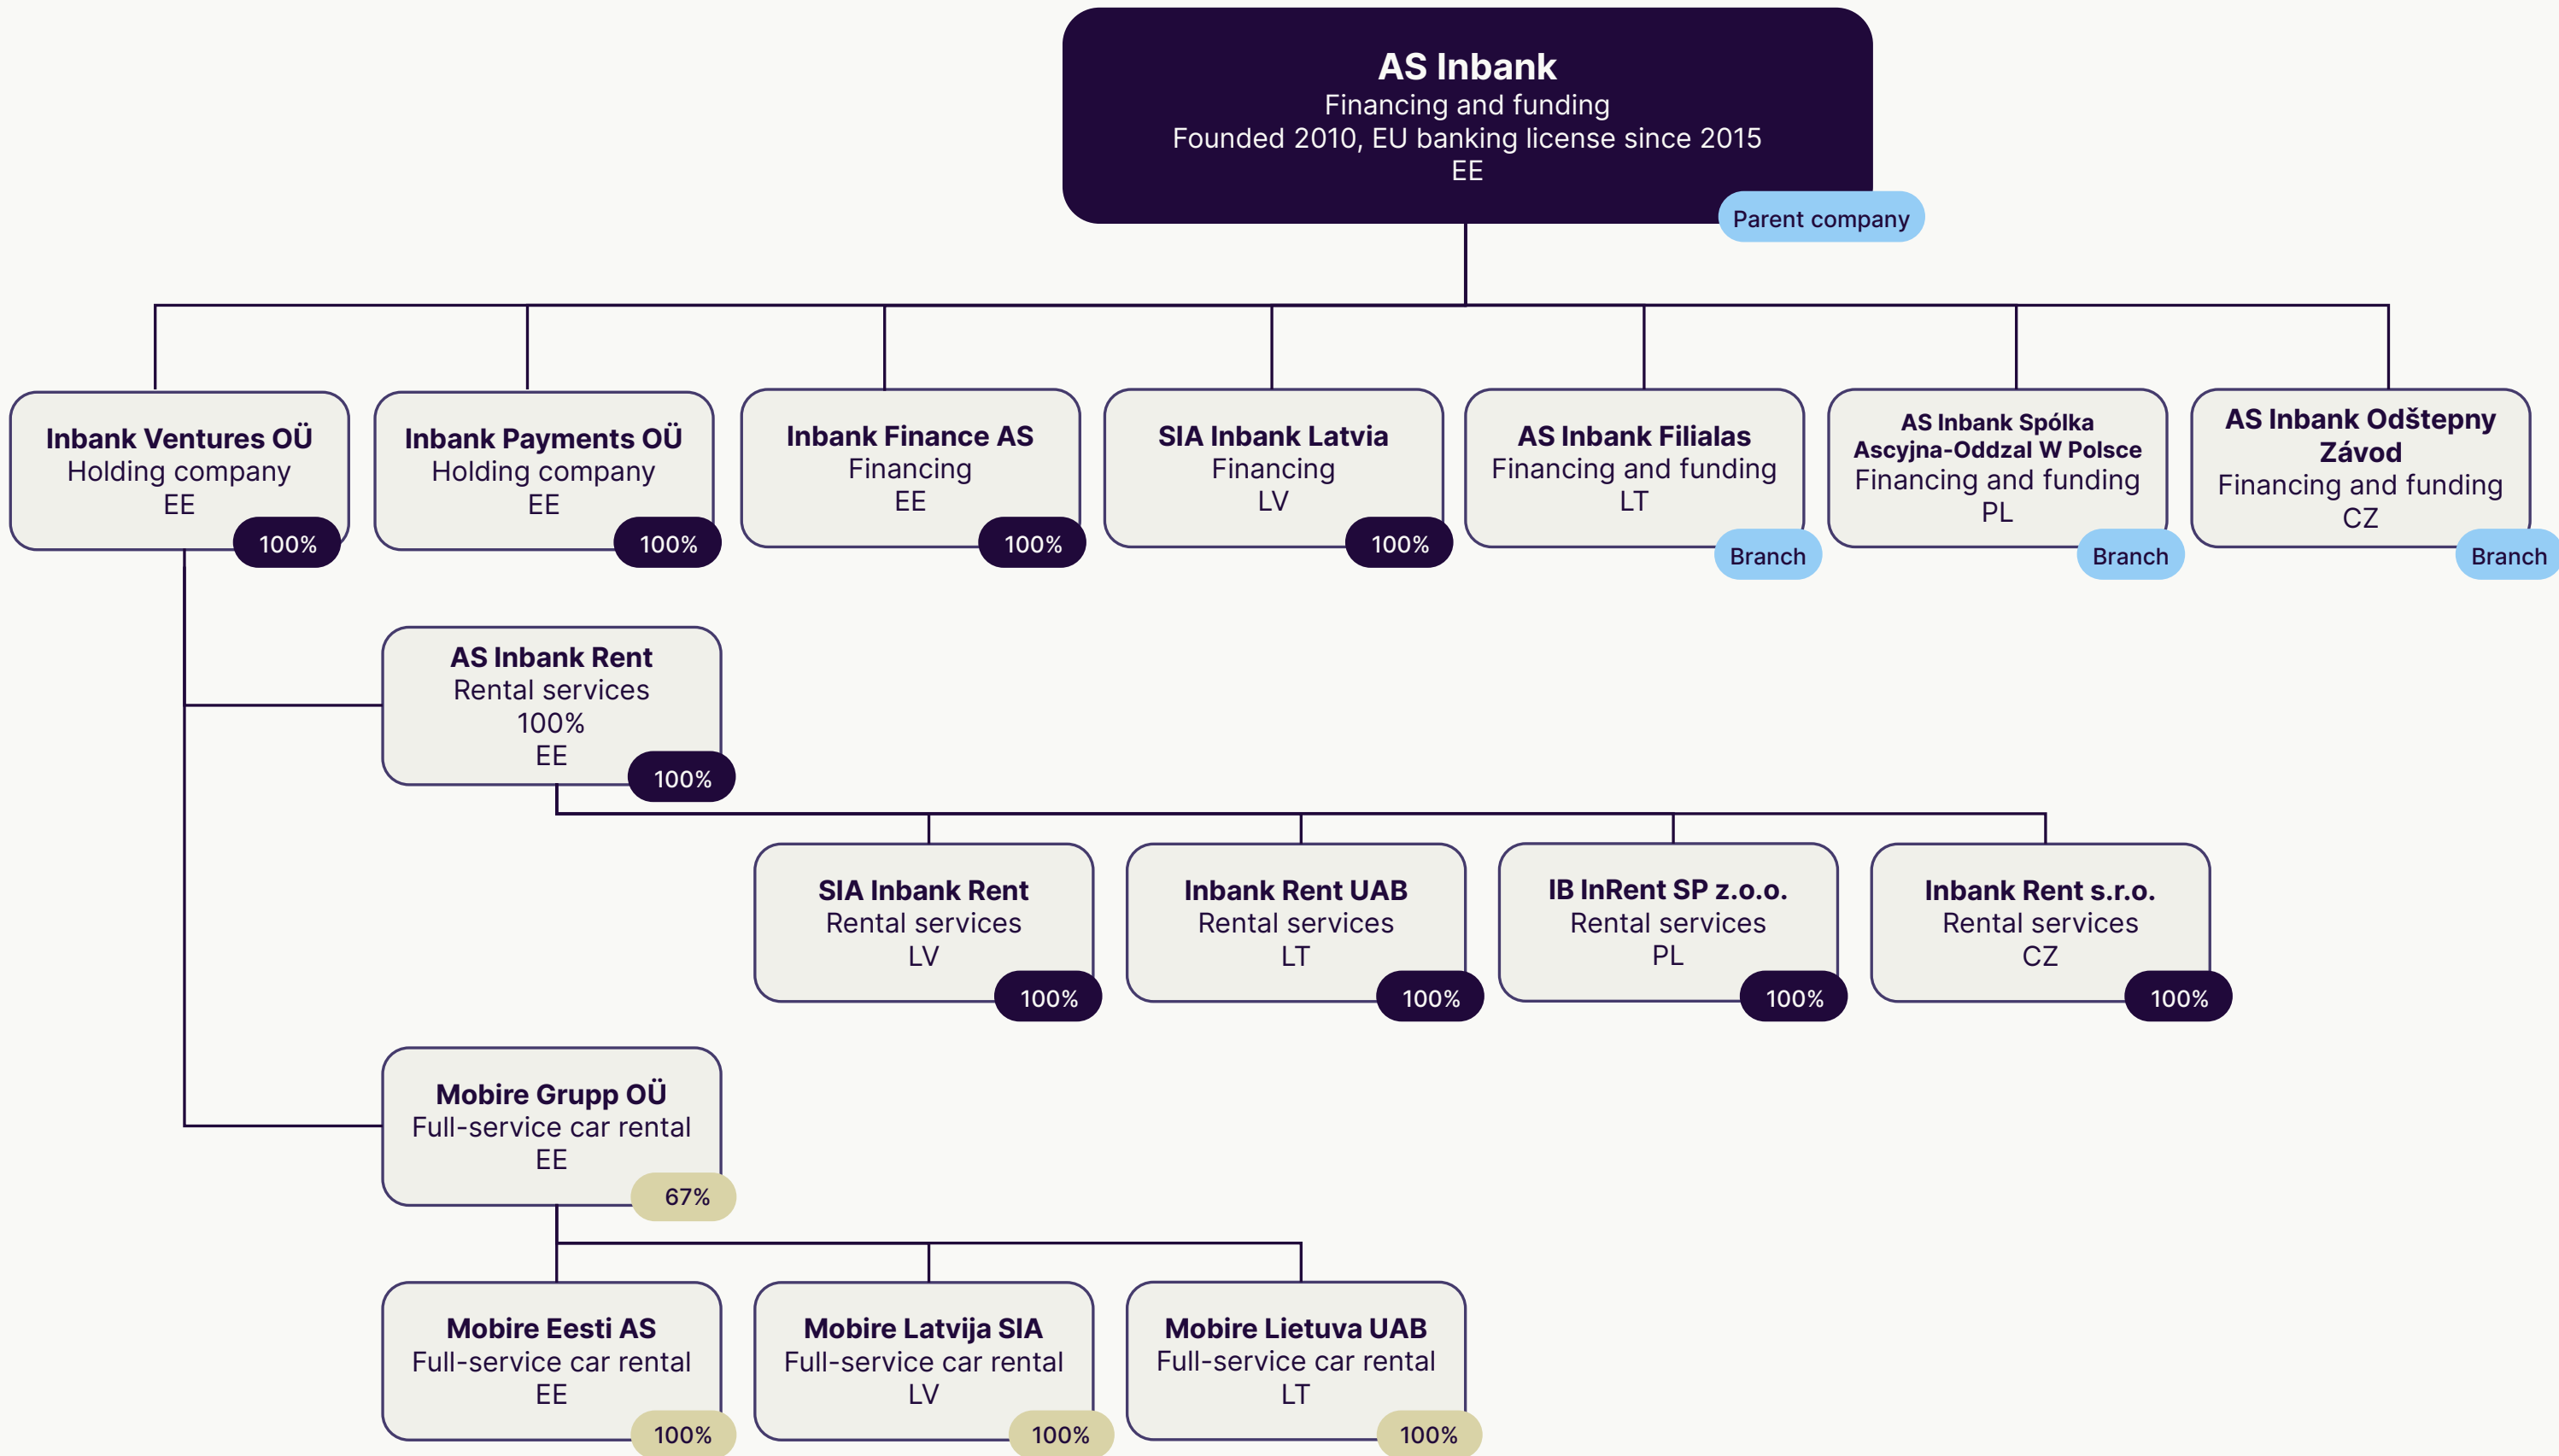 AS Inbank
Financing and funding
Founded 2010, EU banking license since 2015
EE
Parent company
Inbank Ventures OÜ
Holding company
EE
100%
Inbank Payments OÜ
Holding company
EE
100%
Inbank Finance AS
Financing
EE
100%
SIA Inbank Latvia
Financing
LV
100%
AS Inbank Filialas
Financing and funding
LT
Branch
AS Inbank Spólka
Ascyjna-Oddzal W Polsce
Financing and funding
PL
Branch
AS Inbank Odštepny
Závod
Financing and funding
CZ
Branch
AS Inbank Rent
Rental services
100%
EE
100%
SIA Inbank Rent
Rental services
LV
100%
Inbank Rent UAB
Rental services
LT
100%
IB InRent SP z.o.o.
Rental services
PL
100%
Inbank Rent s.r.o.
Rental services
CZ
100%
Mobire Grupp OÜ
Full-service car rental
EE
67%
Mobire Eesti AS
Full-service car rental
EE
100%
Mobire Latvija SIA
Full-service car rental
LV
100%
Mobire Lietuva UAB
Full-service car rental
LT
100%